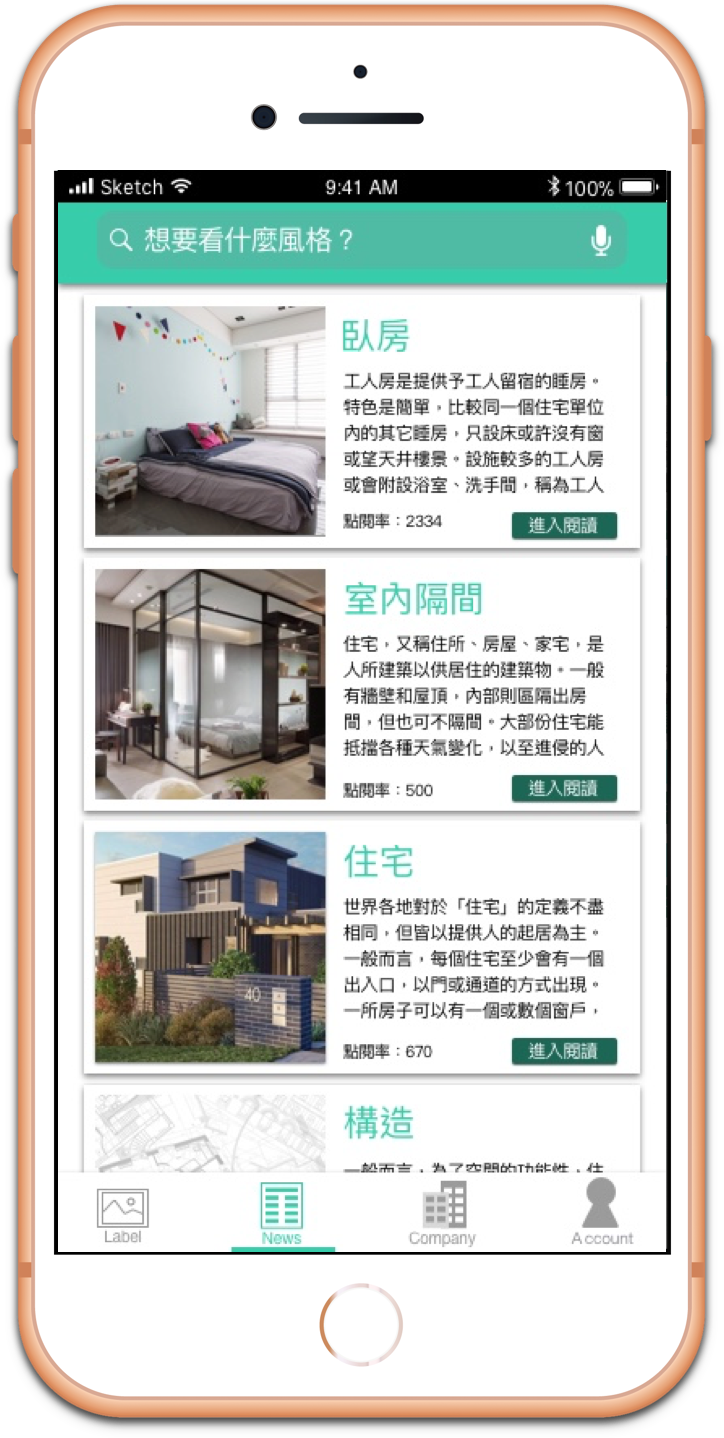 Sketch 9:41 AM 100%
想要看什麼風格？
臥房
工人房是提供予工人留宿的睡房。
特色是簡單，比較同一個住宅單位
內的其它睡房，只設床或許沒有窗
或望天井樓景。設施較多的工人房
或會附設浴室、洗手間，稱為工人
點閱率：2334 進入閱讀
室內隔間
住宅，又稱住所、房屋、家宅，是
人所建築以供居住的建築物。一般
有牆壁和屋頂，內部則區隔出房
間，但也可不隔間。大部份住宅能
抵擋各種天氣變化，以至進侵的人
點閱率：500 進入閱讀
40
住宅
世界各地對於「住宅」的定義不盡
相同，但皆以提供人的起居為主。
一般而言，每個住宅至少會有一個
出入口，以門或通道的方式出現。
一所房子可以有一個或數個窗戶，
點閱率：670 進入閱讀
構造
一般而言，為了空間的功能性，住
Label News Company Account